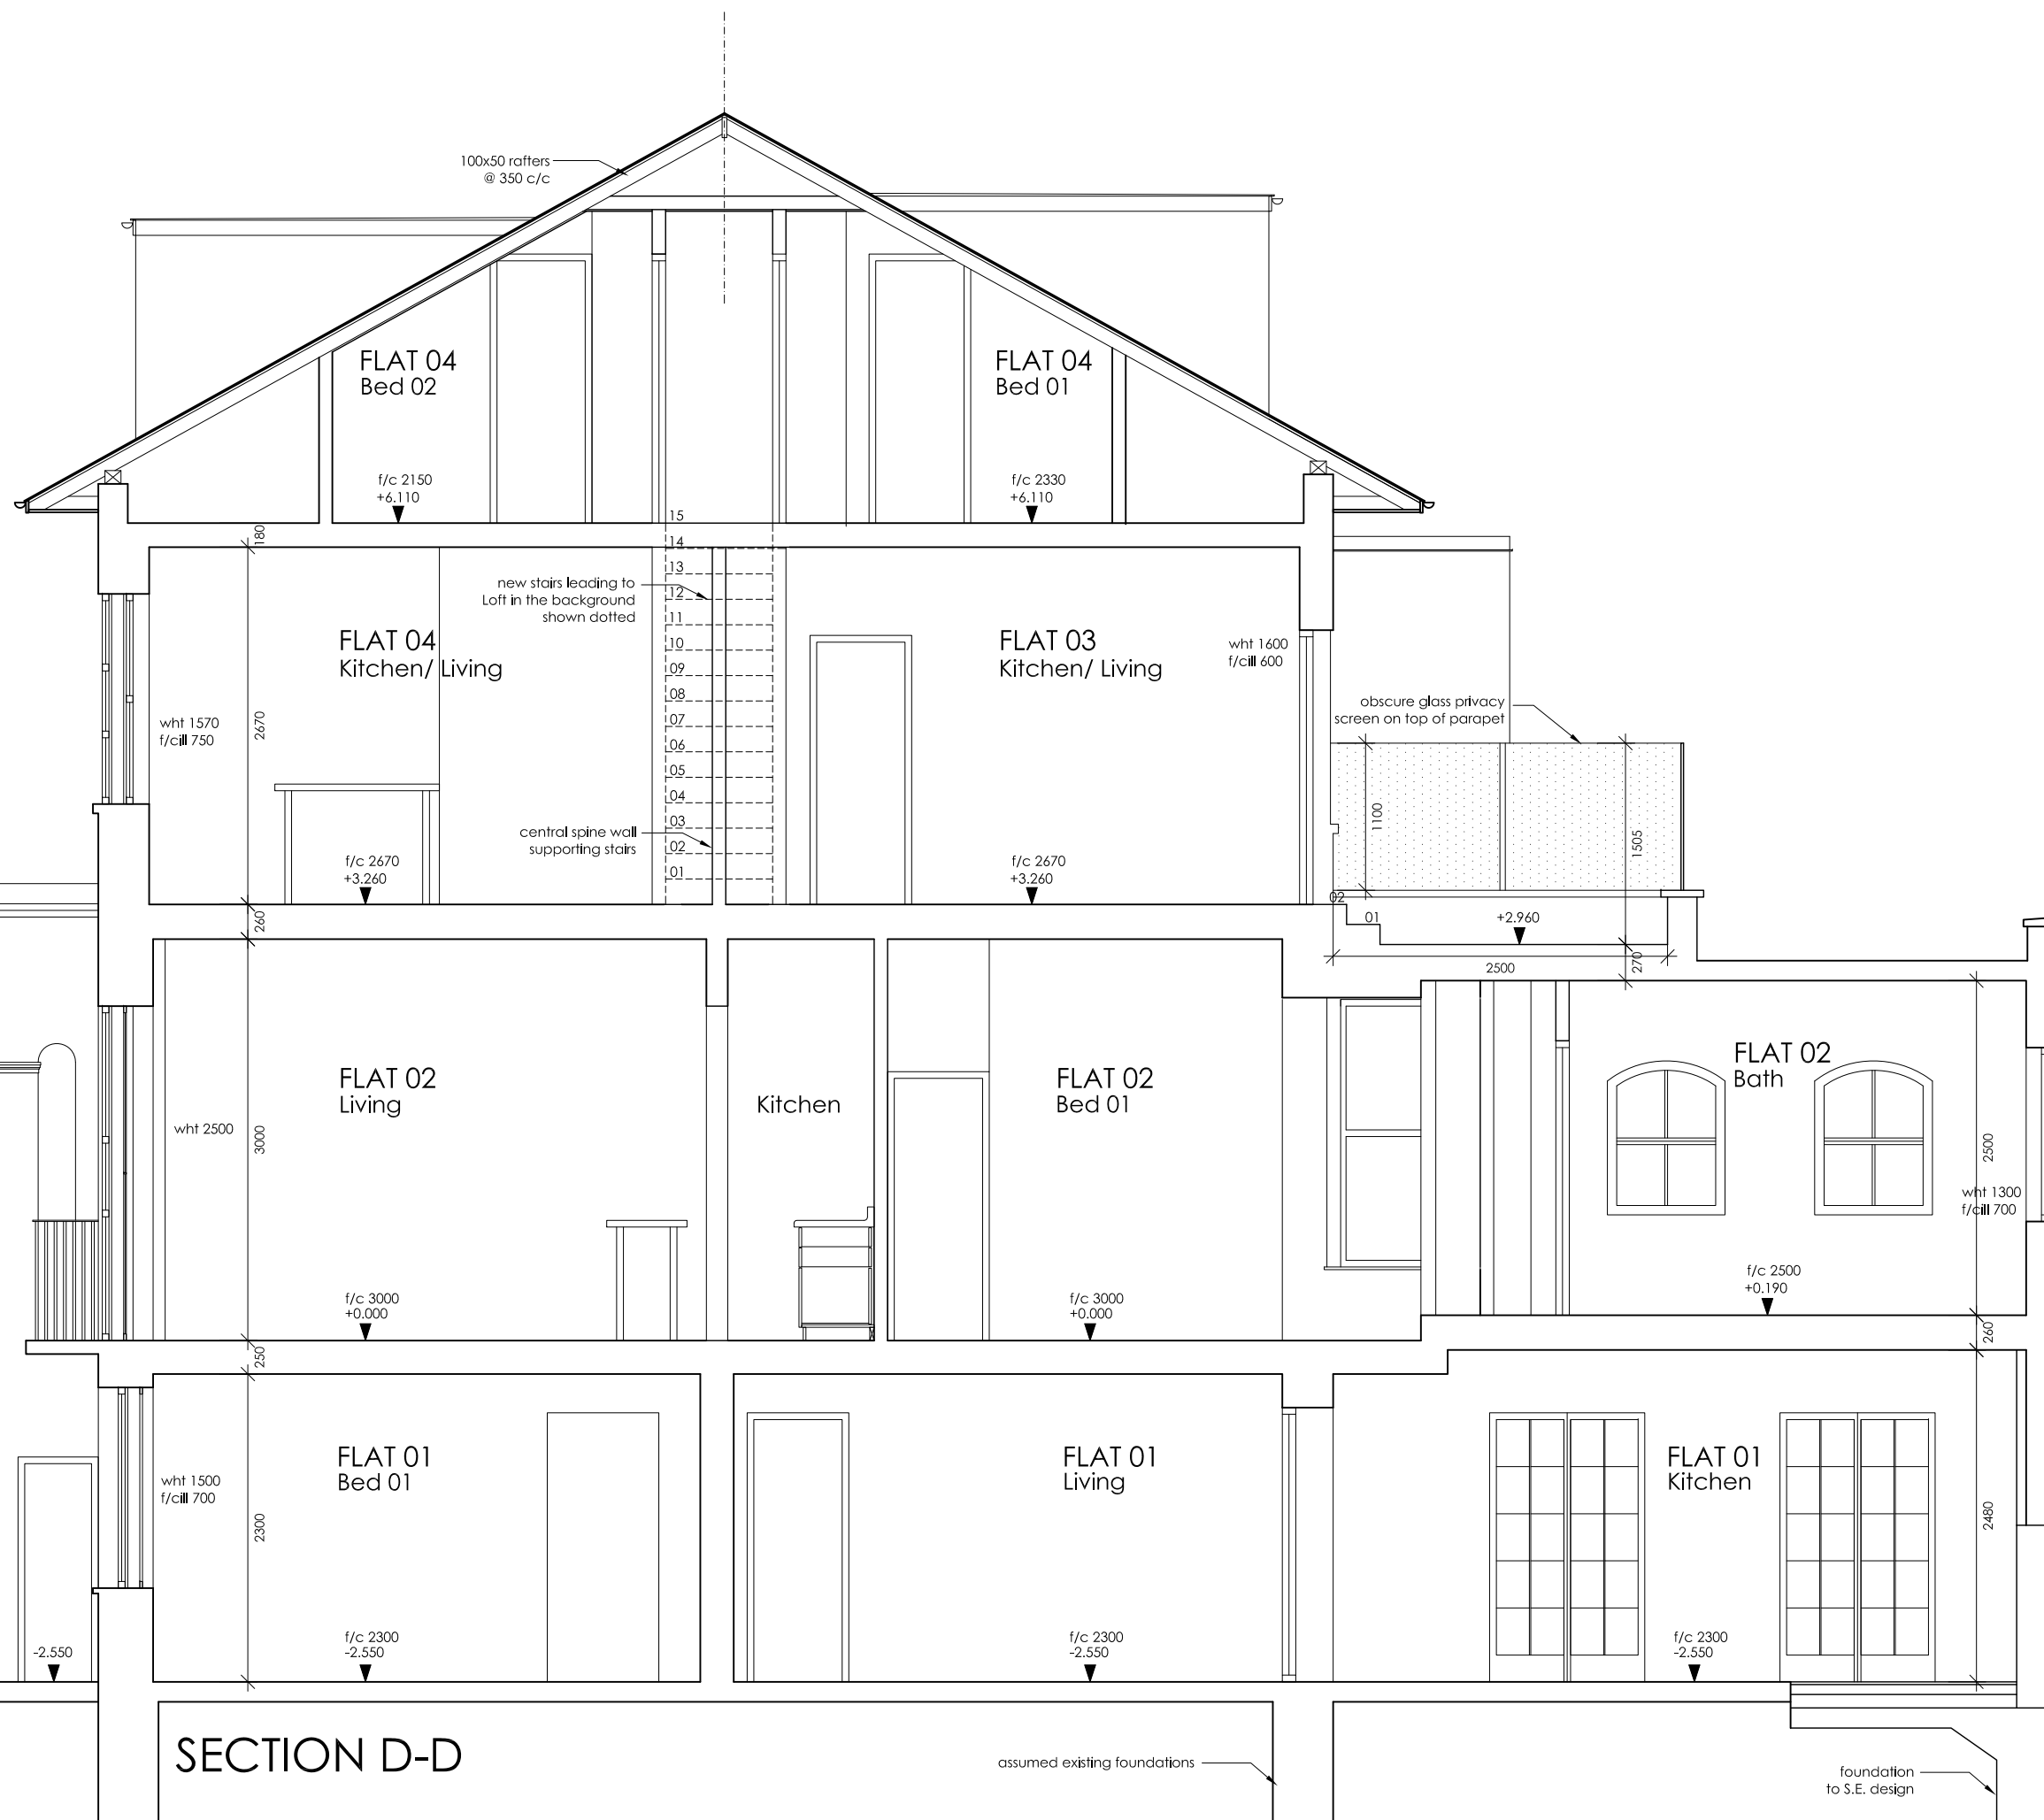 100x50 rafters
@ 350 c/c
FLAT 04
Bed 02
FLAT 04
Bed 01
f/c 2150
+6.110
f/c 2330
+6.110
180
15
14
13
12
11
10
09
08
07
06
05
04
03
02
01
new stairs leading to
Loft in the background
shown dotted
FLAT 04
Kitchen/ Living
FLAT 03
Kitchen/ Living
wht 1600
f/cill 600
wht 1570
f/cill 750
2670
obscure glass privacy
screen on top of parapet
1100
1505
central spine wall
supporting stairs
f/c 2670
+3.260
f/c 2670
+3.260
260
02
01
+2.960
2500
270
FLAT 02
Living
Kitchen
FLAT 02
Bed 01
FLAT 02
Bath
wht 2500
3000
2500
wht 1300
f/cill 700
f/c 3000
+0.000
f/c 3000
+0.000
f/c 2500
+0.190
250
260
FLAT 01
Bed 01
FLAT 01
Living
FLAT 01
Kitchen
wht 1500
f/cill 700
2300
2480
-2.550
f/c 2300
-2.550
f/c 2300
-2.550
f/c 2300
-2.550
SECTION D-D
assumed existing foundations
foundation
to S.E. design